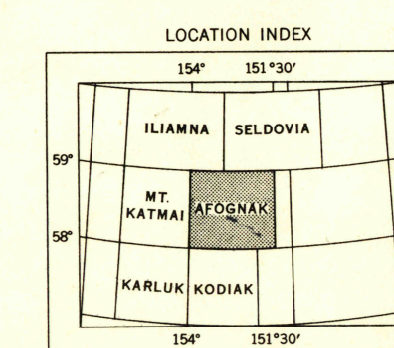 LOCATION INDEX
154° 151°30'
ILIAMNA SELDOVIA
59°
MT.
KATMAI AFOGNAK
58°
KARLUK KODIAK
154° 151°30'